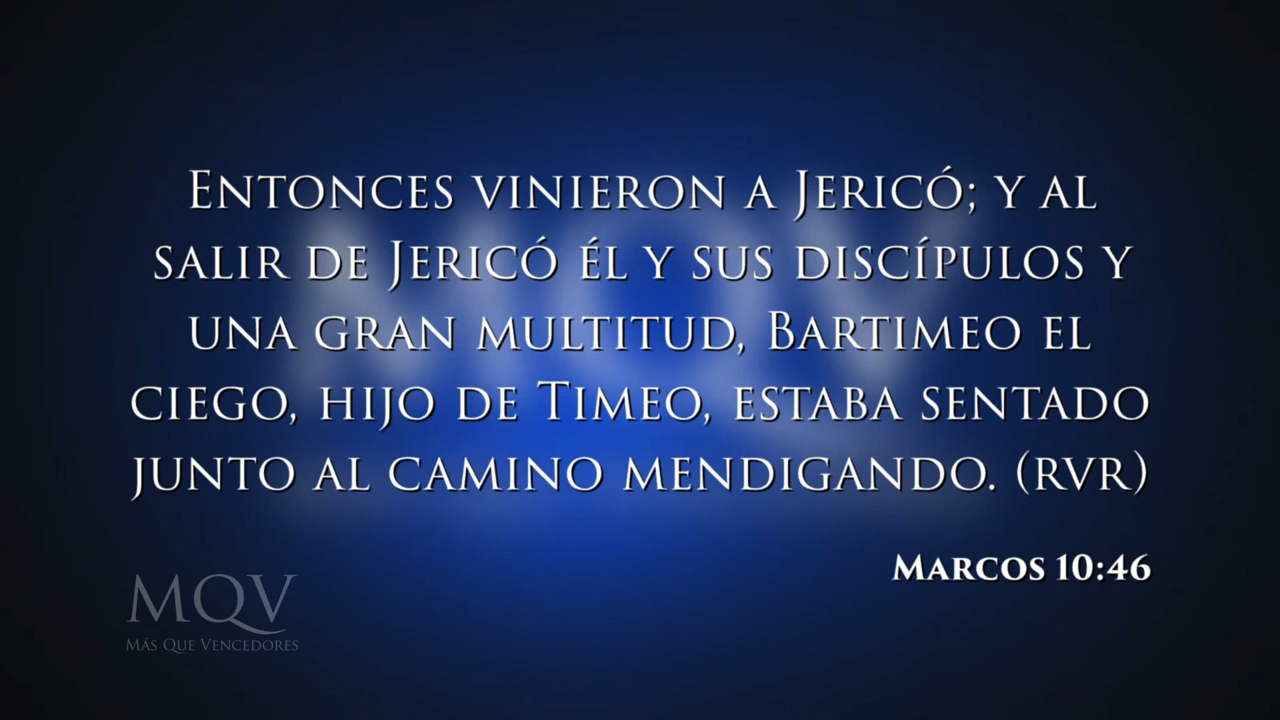 Entonces vinieron a Jericó; y al
salir de Jericó él y sus discípulos y
una gran multitud, Bartimeo el
ciego, hijo de Timeo, estaba sentado
junto al camino mendigando. (rvr)
Marcos 10:46
MQV
Más Que Vencedores